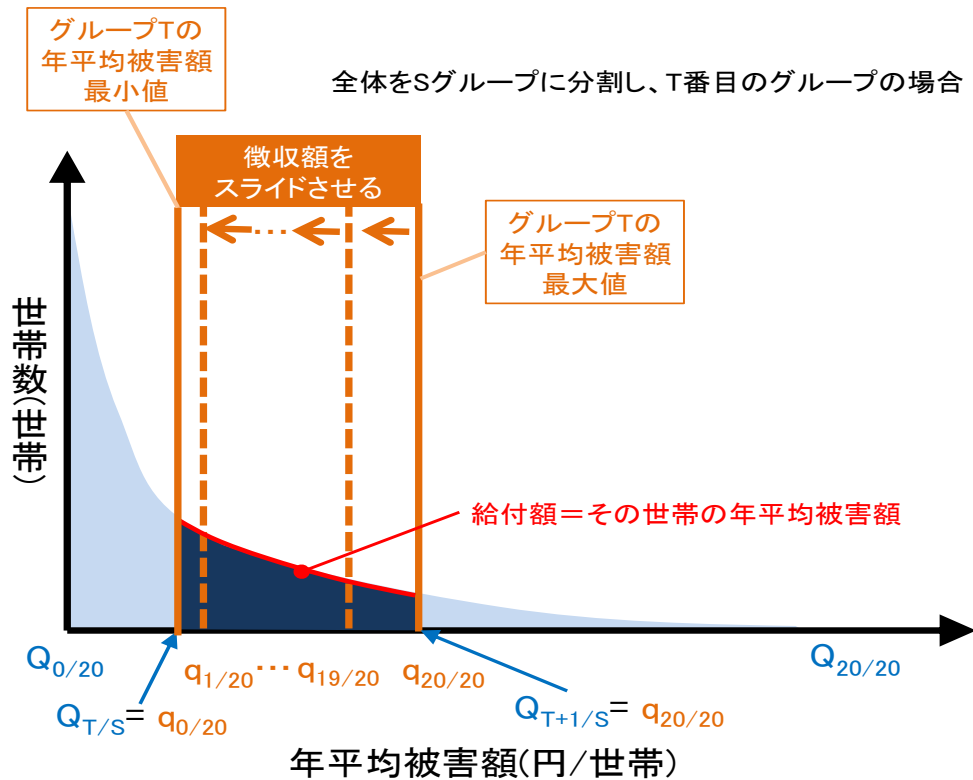 グループTの
年平均被害額
最小値
全体をSグループに分割し、T番目のグループの場合
徴収額を
スライドさせる
グループTの
年平均被害額
最大値
世帯数(世帯)
給付額＝その世帯の年平均被害額
Q0/20
q1/20…q19/20
q20/20
Q20/20
QT/S= q0/20
QT+1/S= q20/20
年平均被害額(円/世帯)